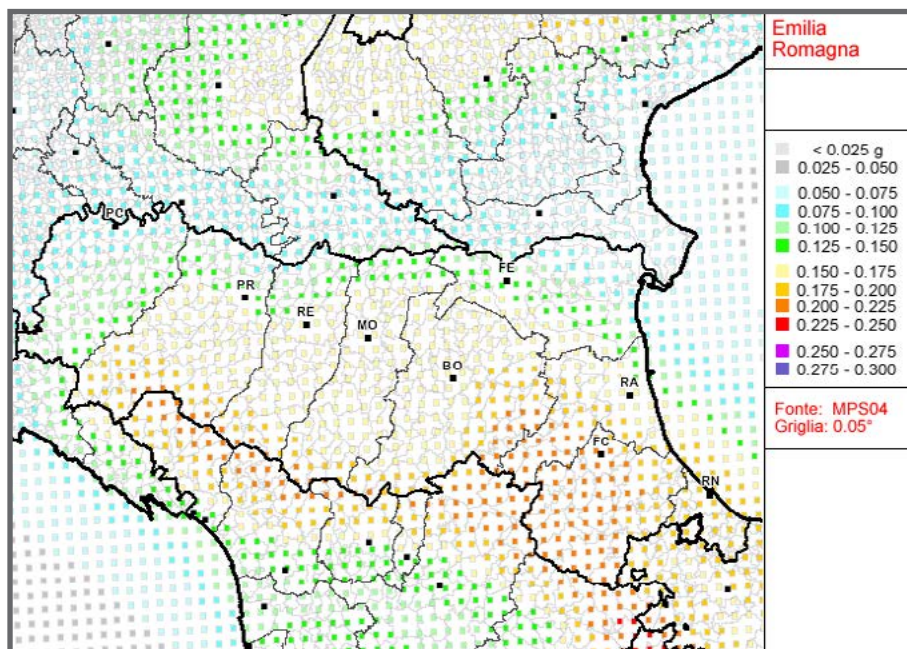 Emilia
Romagna
< 0.025 g
0.025 - 0.050
0.050 - 0.075
0.075 - 0.100
0.100 - 0.125
0.125 - 0.150
0.150 - 0.175
0.175 - 0.200
0.200 - 0.225
0.225 - 0.250
0.250 - 0.275
0.275 - 0.300
Fonte: MPS04
Griglia: 0.05°
PC
FE
PR
RE
MO
BO
RA
FC
RN